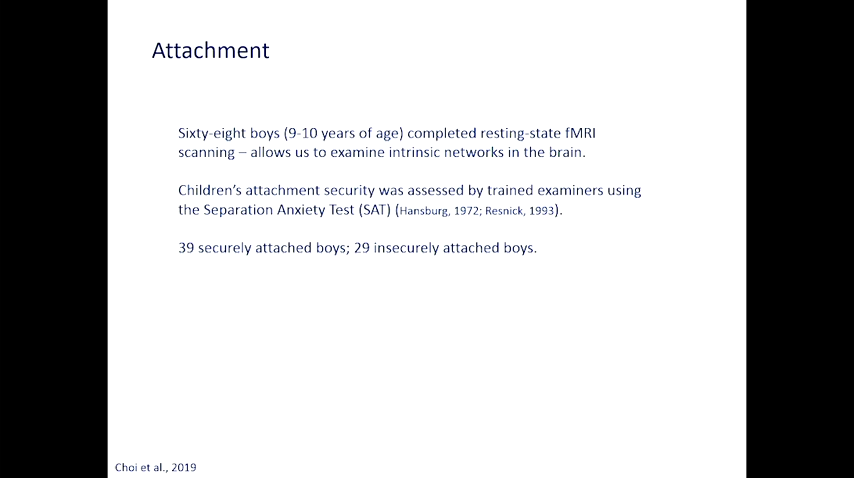 Attachment
Sixty-eight boys (9-10 years of age) completed resting-state fMRI
scanning – allows us to examine intrinsic networks in the brain.
Children’s attachment security was assessed by trained examiners using
the Separation Anxiety Test (SAT) (Hansburg, 1972; Resnick, 1993).
39 securely attached boys; 29 insecurely attached boys.
Choi et al., 2019